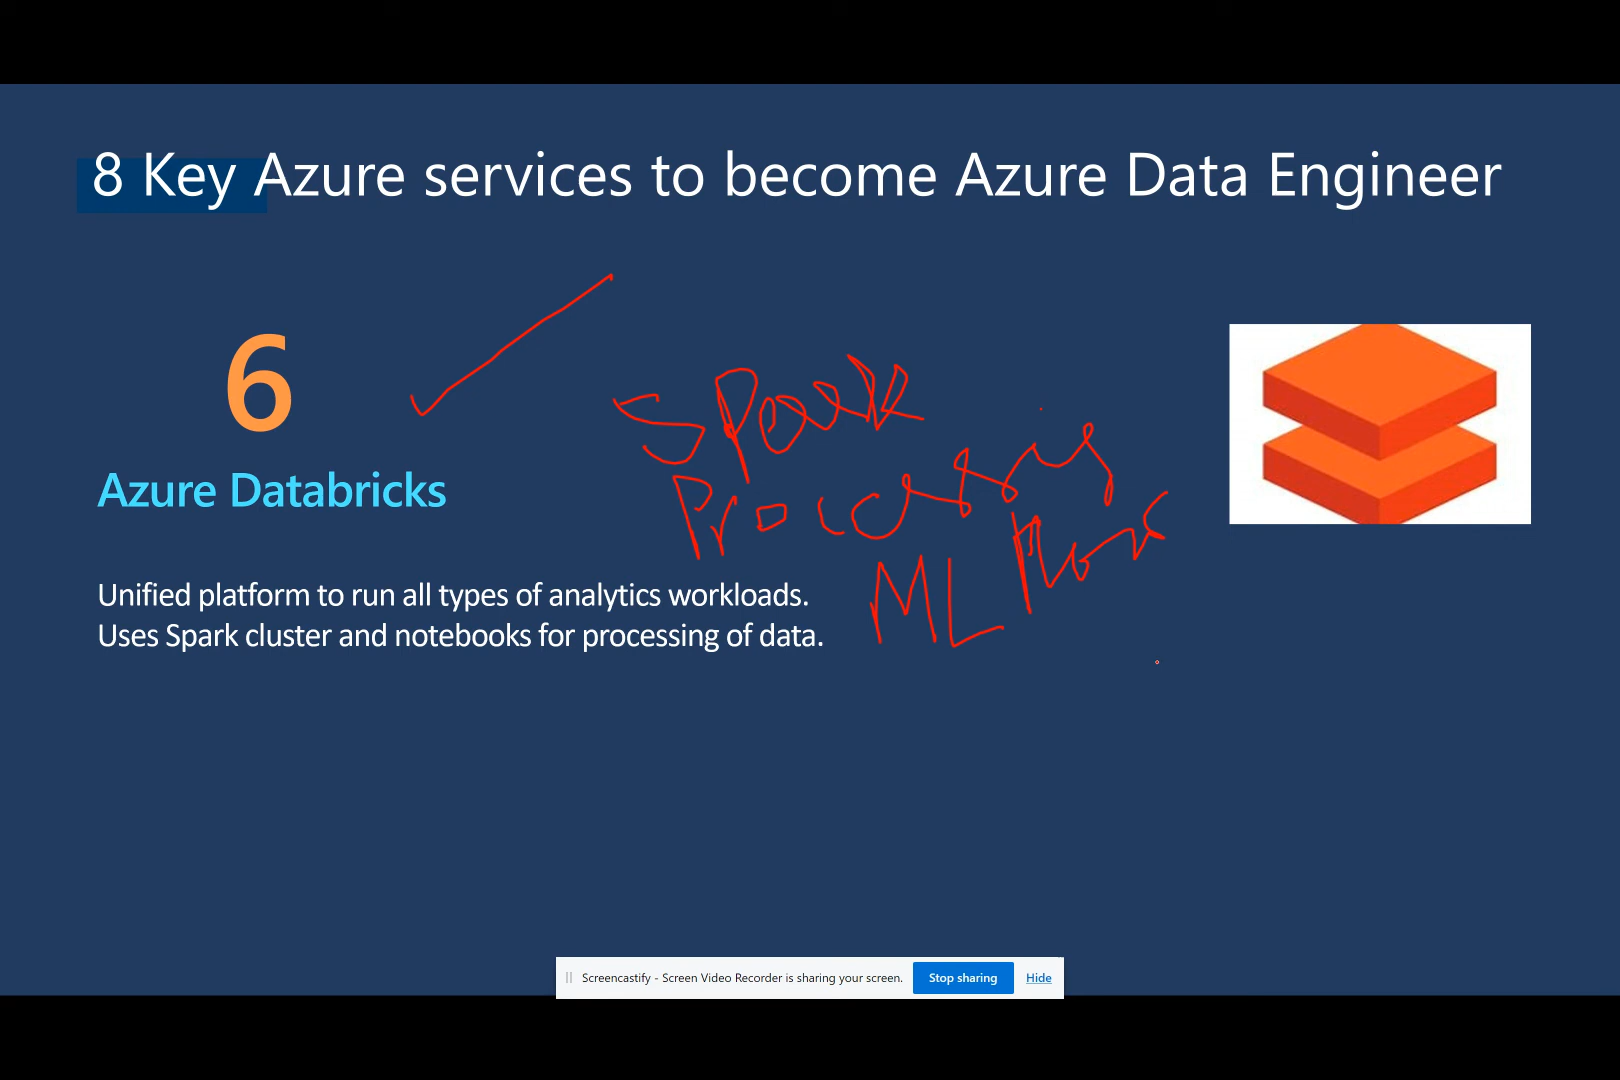 8 Key Azure services to become Azure Data Engineer
6
Azure Databricks
Spark
Processing
ML
Unified platform to run all types of analytics workloads.
Uses Spark cluster and notebooks for processing of data.
Screencastify - Screen Video Recorder is sharing your screen. Stop sharing Hide